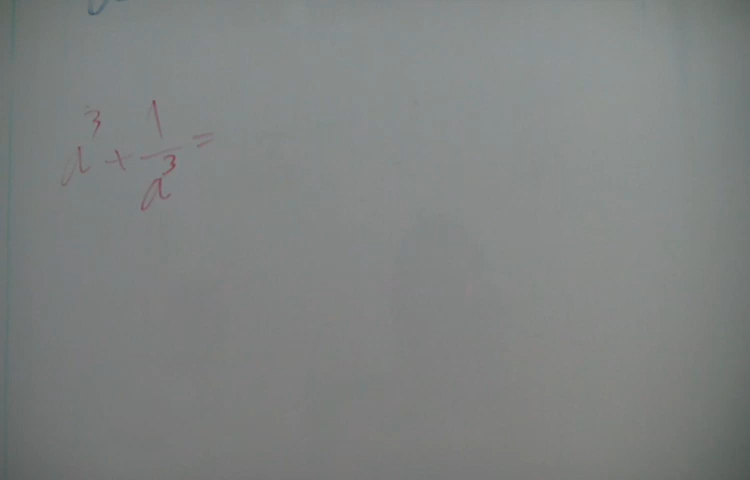 a³ + 1/a³ =